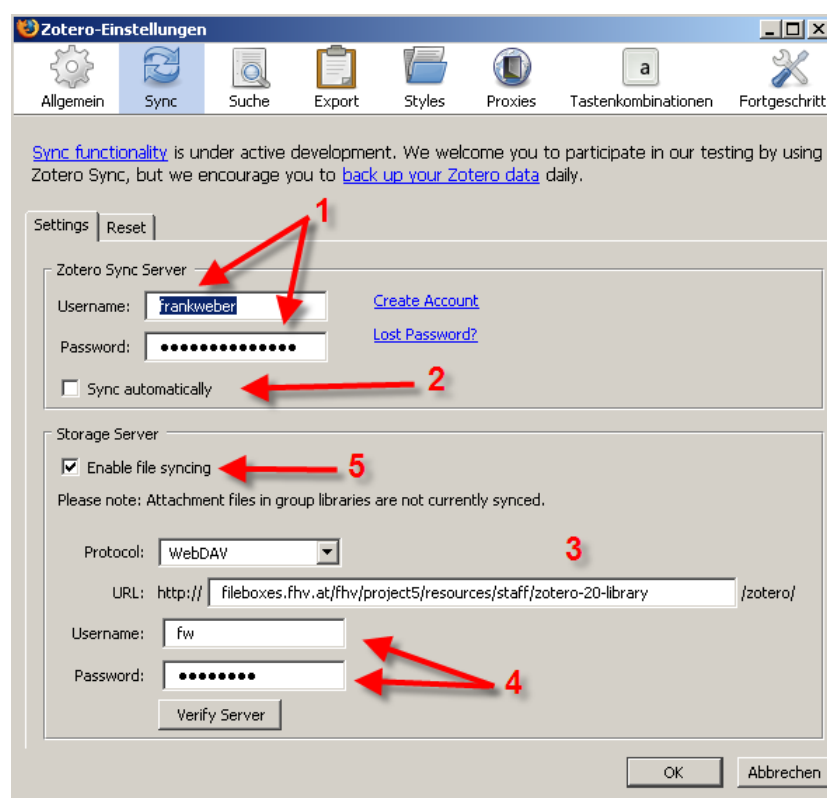 Zotero-Einstellungen
Allgemein Sync Suche Export Styles Proxies Tastenkombinationen Fortgeschritt
Sync functionality is under active development. We welcome you to participate in our testing by using
Zotero Sync, but we encourage you to back up your Zotero data daily.
1
Settings Reset
Zotero Sync Server
Username: frankweber Create Account
Password: ●●●●●●●●●●●●●● Lost Password?
Sync automatically 2
Storage Server
Enable file syncing 5
Please note: Attachment files in group libraries are not currently synced.
Protocol: WebDAV 3
URL: http:// fileboxes.fhv.at/fhv/project5/resources/staff/zotero-20-library /zotero/
Username: fw
Password: ●●●●●●●● 4
Verify Server
OK Abbrechen
a